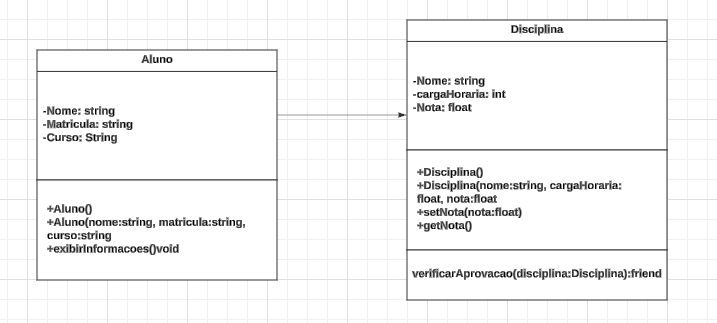 Aluno
-Nome: string
-Matricula: string
-Curso: String
+Aluno()
+Aluno(nome:string, matricula:string,
curso:string
+exibirInformacoes()void
Disciplina
-Nome: string
-cargaHoraria: int
-Nota: float
+Disciplina()
+Disciplina(nome:string, cargaHoraria:
float, nota:float
+setNota(nota:float)
+getNota()
verificarAprovacao(disciplina:Disciplina):friend